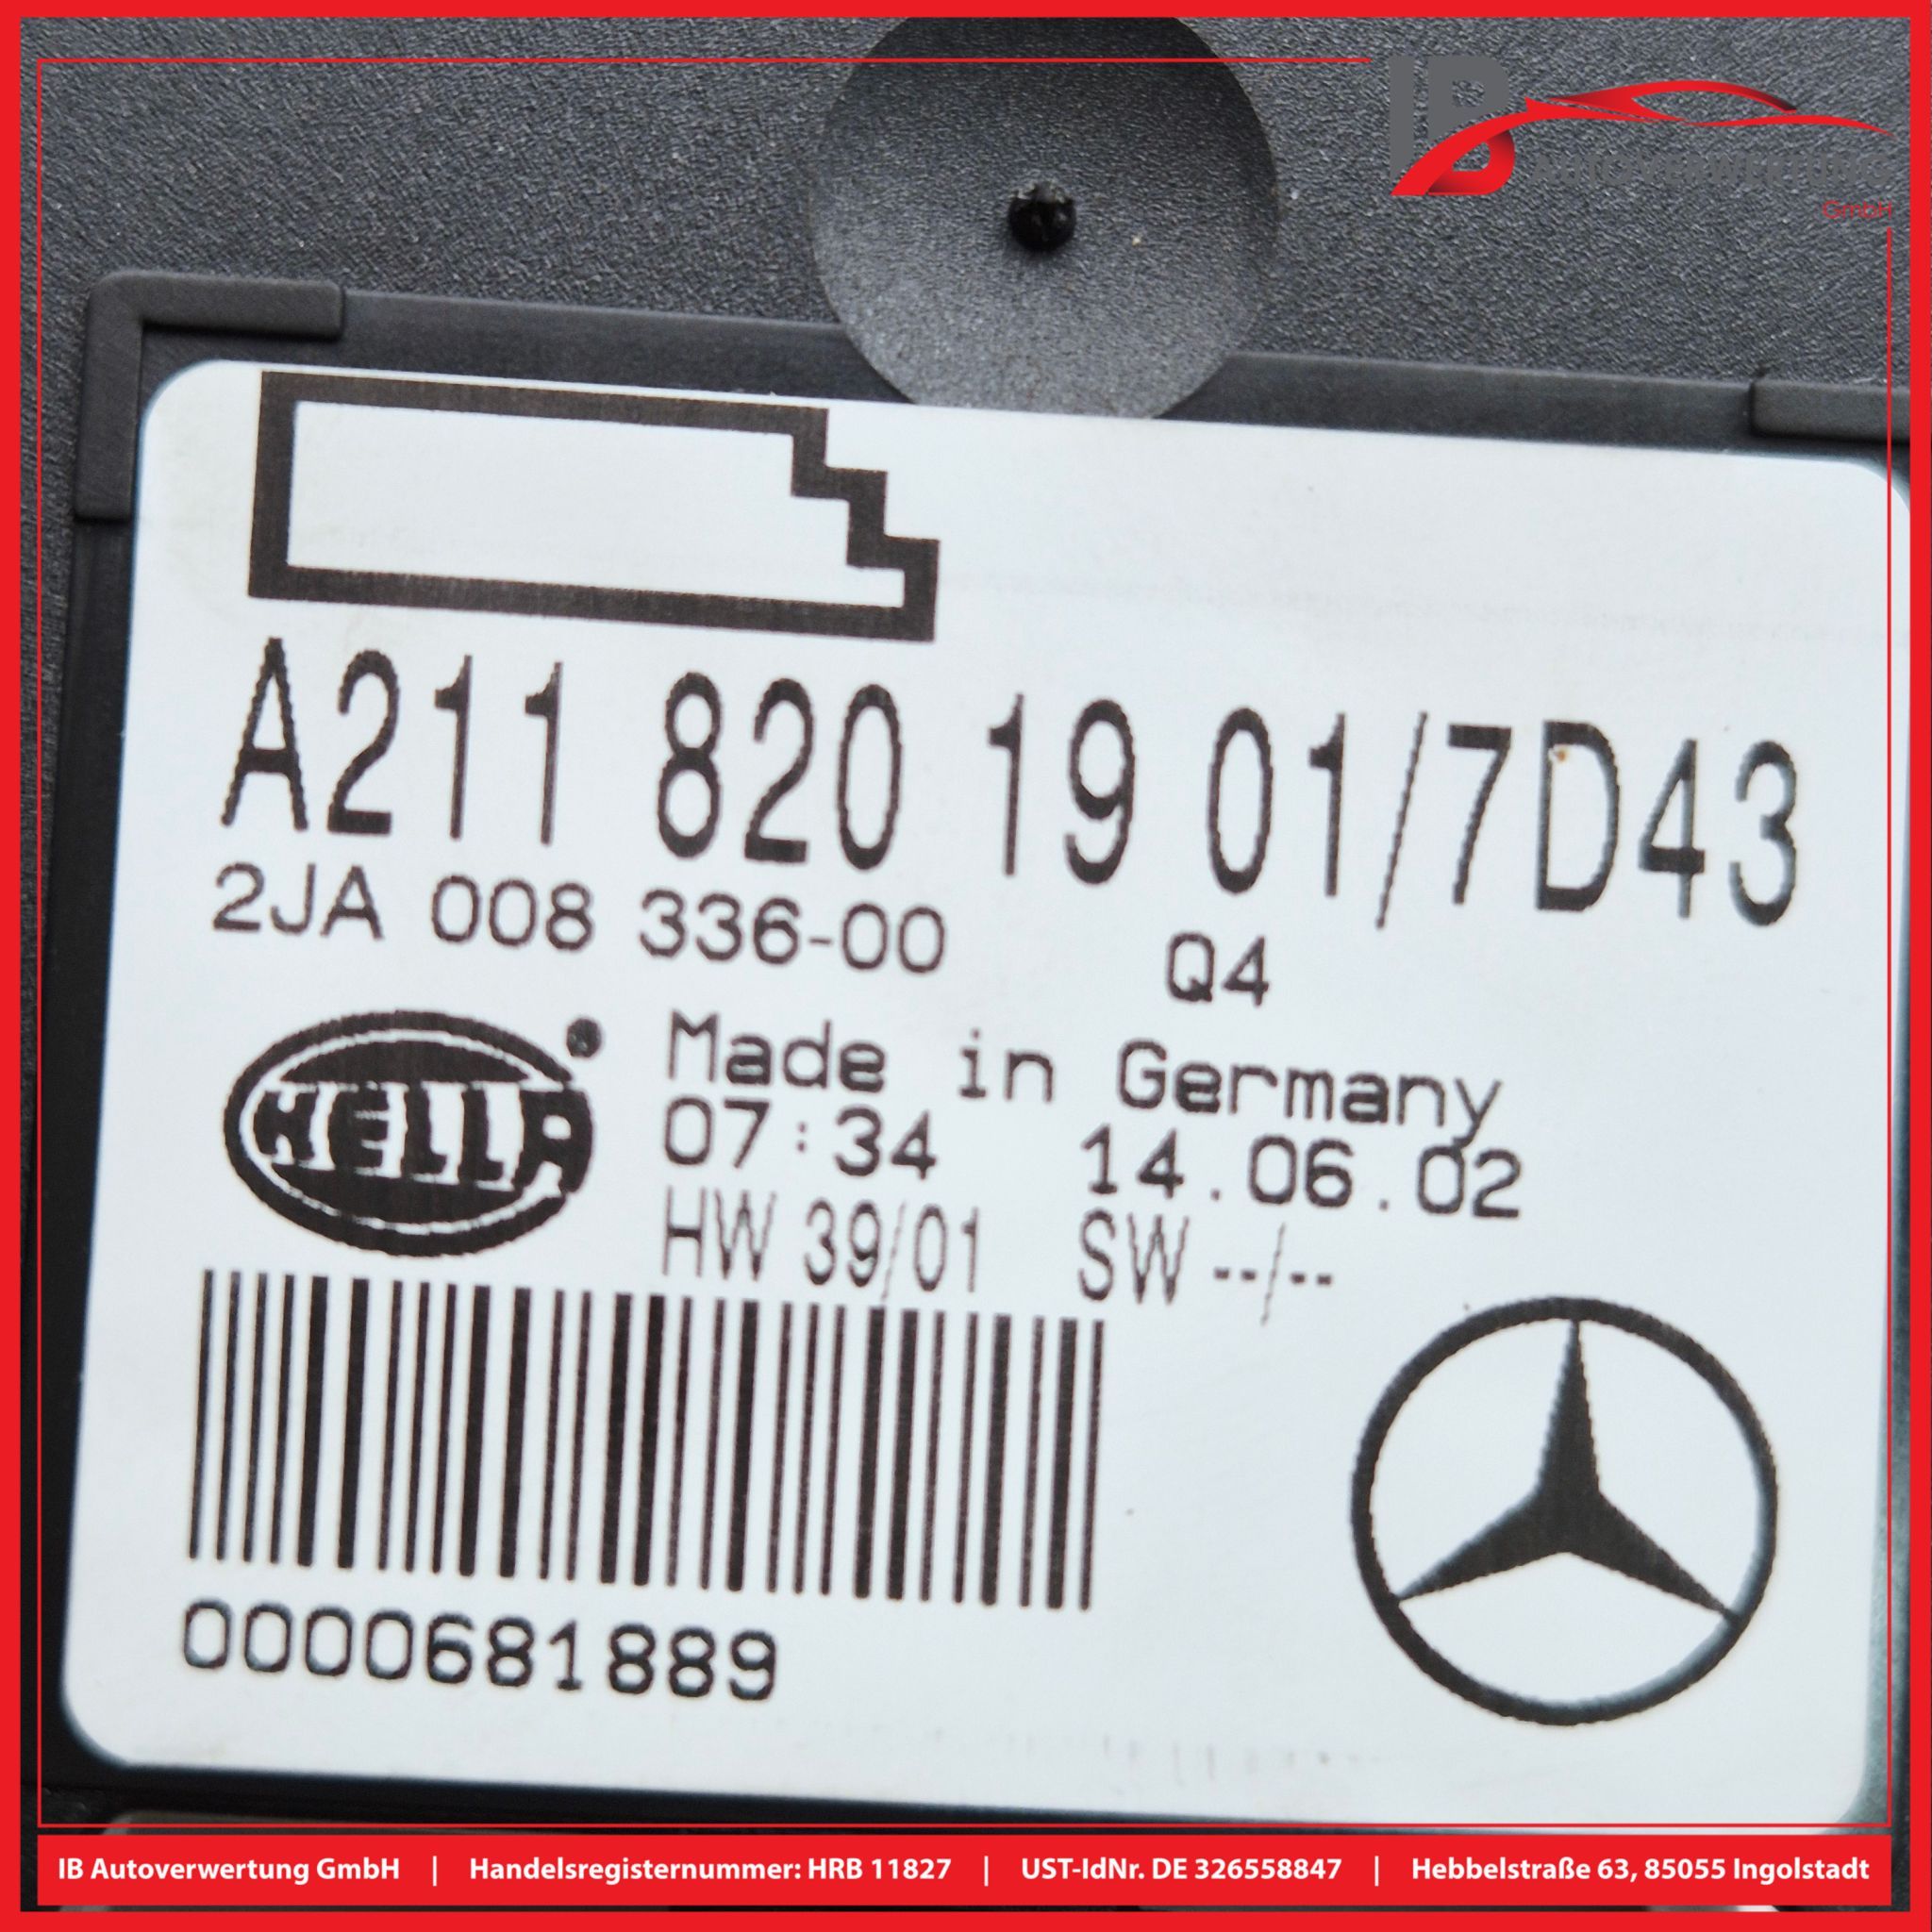 IB
AUTOVERWERTUNG
GmbH
A211 820 19 01/7D43
2JA 008 336-00 Q4
HELLA
Made in Germany
07:34 14.06.02
HW 39/01 SW --/--
0000681889
IB Autoverwertung GmbH | Handelsregisternummer: HRB 11827 | UST-IdNr. DE 326558847 | Hebbelstraße 63, 85055 Ingolstadt